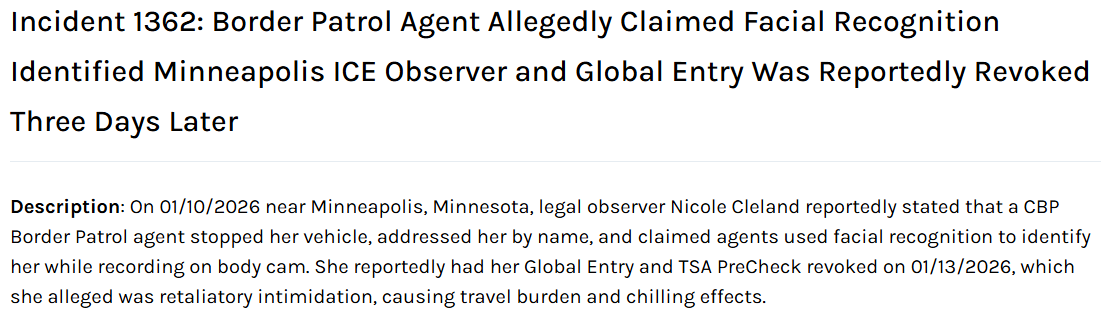 Incident 1362: Border Patrol Agent Allegedly Claimed Facial Recognition
Identified Minneapolis ICE Observer and Global Entry Was Reportedly Revoked
Three Days Later
Description: On 01/10/2026 near Minneapolis, Minnesota, legal observer Nicole Cleland reportedly stated that a CBP
Border Patrol agent stopped her vehicle, addressed her by name, and claimed agents used facial recognition to identify
her while recording on body cam. She reportedly had her Global Entry and TSA PreCheck revoked on 01/13/2026, which
she alleged was retaliatory intimidation, causing travel burden and chilling effects.